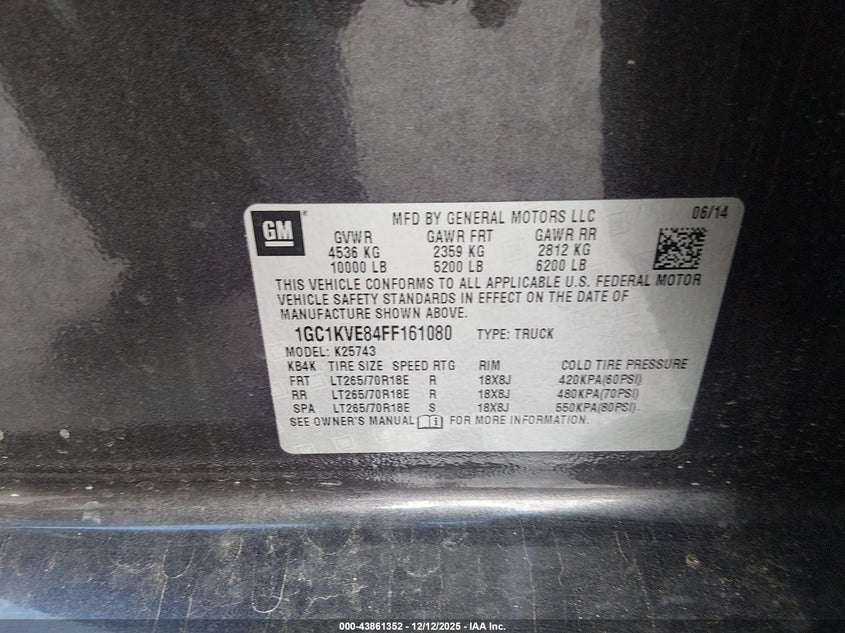 GM
®
MFD BY GENERAL MOTORS LLC 06/14
GVWR GAWR FRT GAWR RR
4536 KG 2359 KG 2812 KG
10000 LB 5200 LB 6200 LB
THIS VEHICLE CONFORMS TO ALL APPLICABLE U.S. FEDERAL MOTOR
VEHICLE SAFETY STANDARDS IN EFFECT ON THE DATE OF
MANUFACTURE SHOWN ABOVE.
1GC1KVE84FF161080 TYPE: TRUCK
MODEL: K25743
KB4K TIRE SIZE SPEED RTG RIM COLD TIRE PRESSURE
FRT LT265/70R18E R 18X8J 420KPA(60PSI)
RR LT265/70R18E R 18X8J 480KPA(70PSI)
SPA LT265/70R18E S 18X8J 550KPA(80PSI)
SEE OWNER'S MANUAL i FOR MORE INFORMATION.
000-43861352 - 12/12/2025 - IAA Inc.